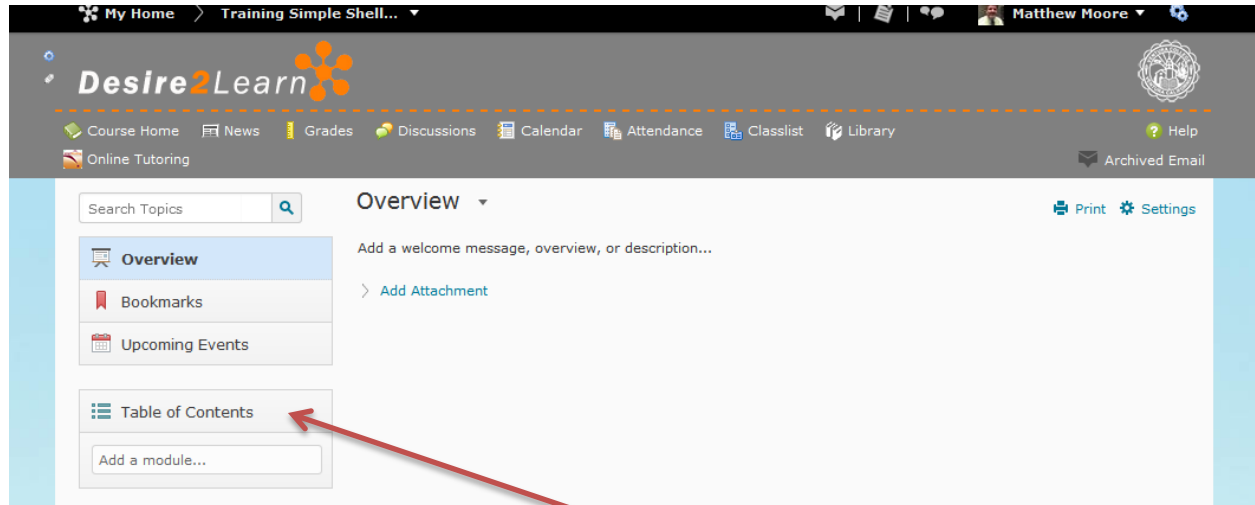 My Home > Training Simple Shell... Matthew Moore
Desire2Learn
Course Home News Grades Discussions Calendar Attendance Classlist Library Help
Online Tutoring Archived Email
Search Topics Overview Print Settings
Overview Add a welcome message, overview, or description...
Bookmarks Add Attachment
Upcoming Events
Table of Contents
Add a module...